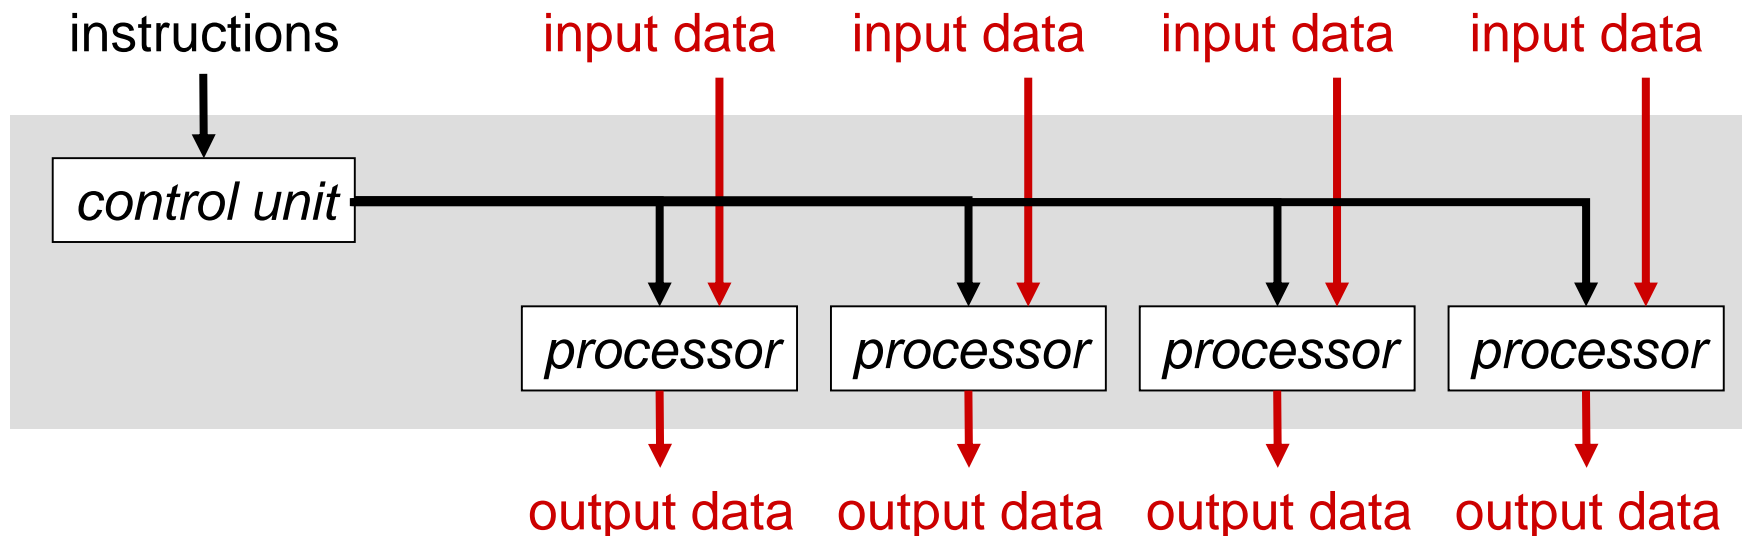 instructions input data input data input data input data
control unit
processor processor processor processor
output data output data output data output data